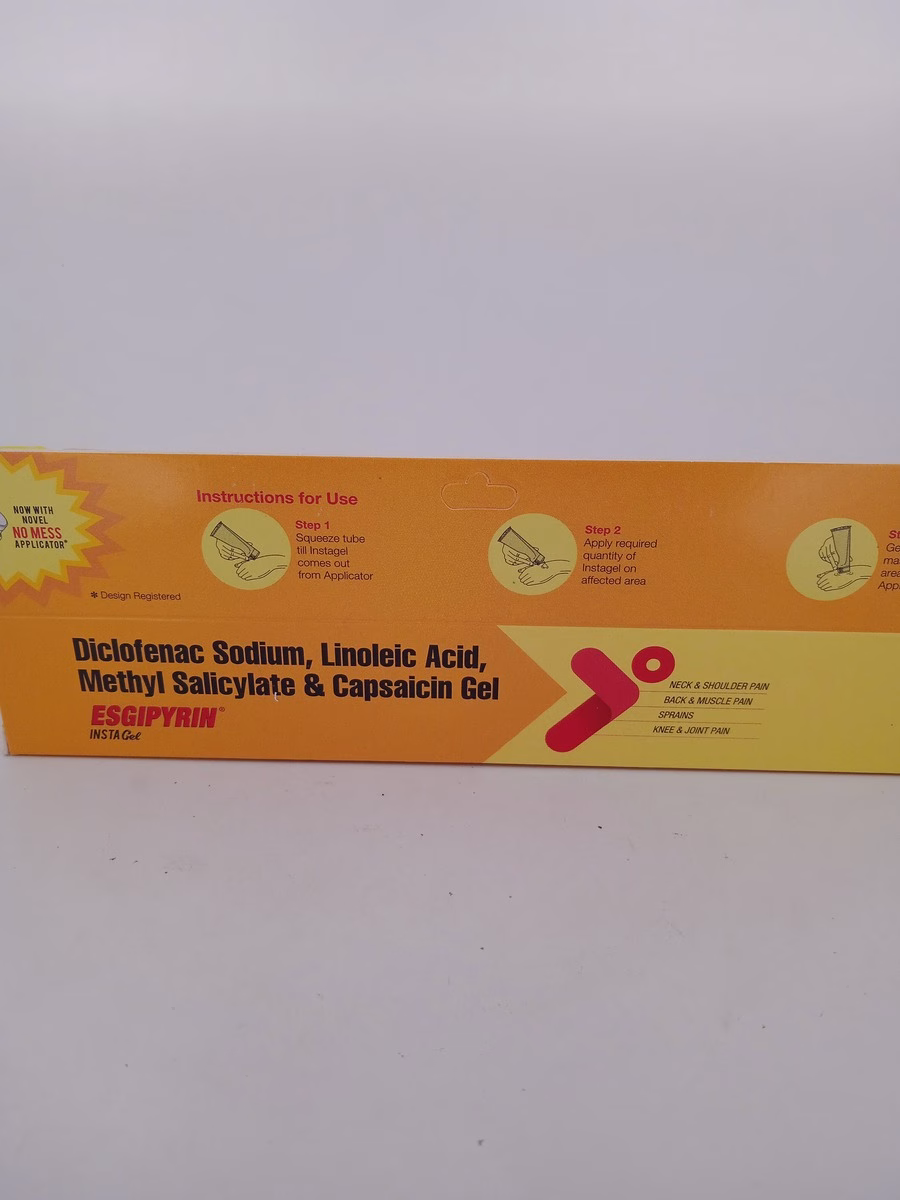 NOW WITH
NOVEL
NO MESS
APPLICATOR*
* Design Registered
Instructions for Use
Step 1
Squeeze tube
till Instagel
comes out
from Applicator
Step 2
Apply required
quantity of
Instagel on
affected area
Diclofenac Sodium, Linoleic Acid,
Methyl Salicylate & Capsaicin Gel
ESGIPYRIN®
INSTAGel
NECK & SHOULDER PAIN
BACK & MUSCLE PAIN
SPRAINS
KNEE & JOINT PAIN